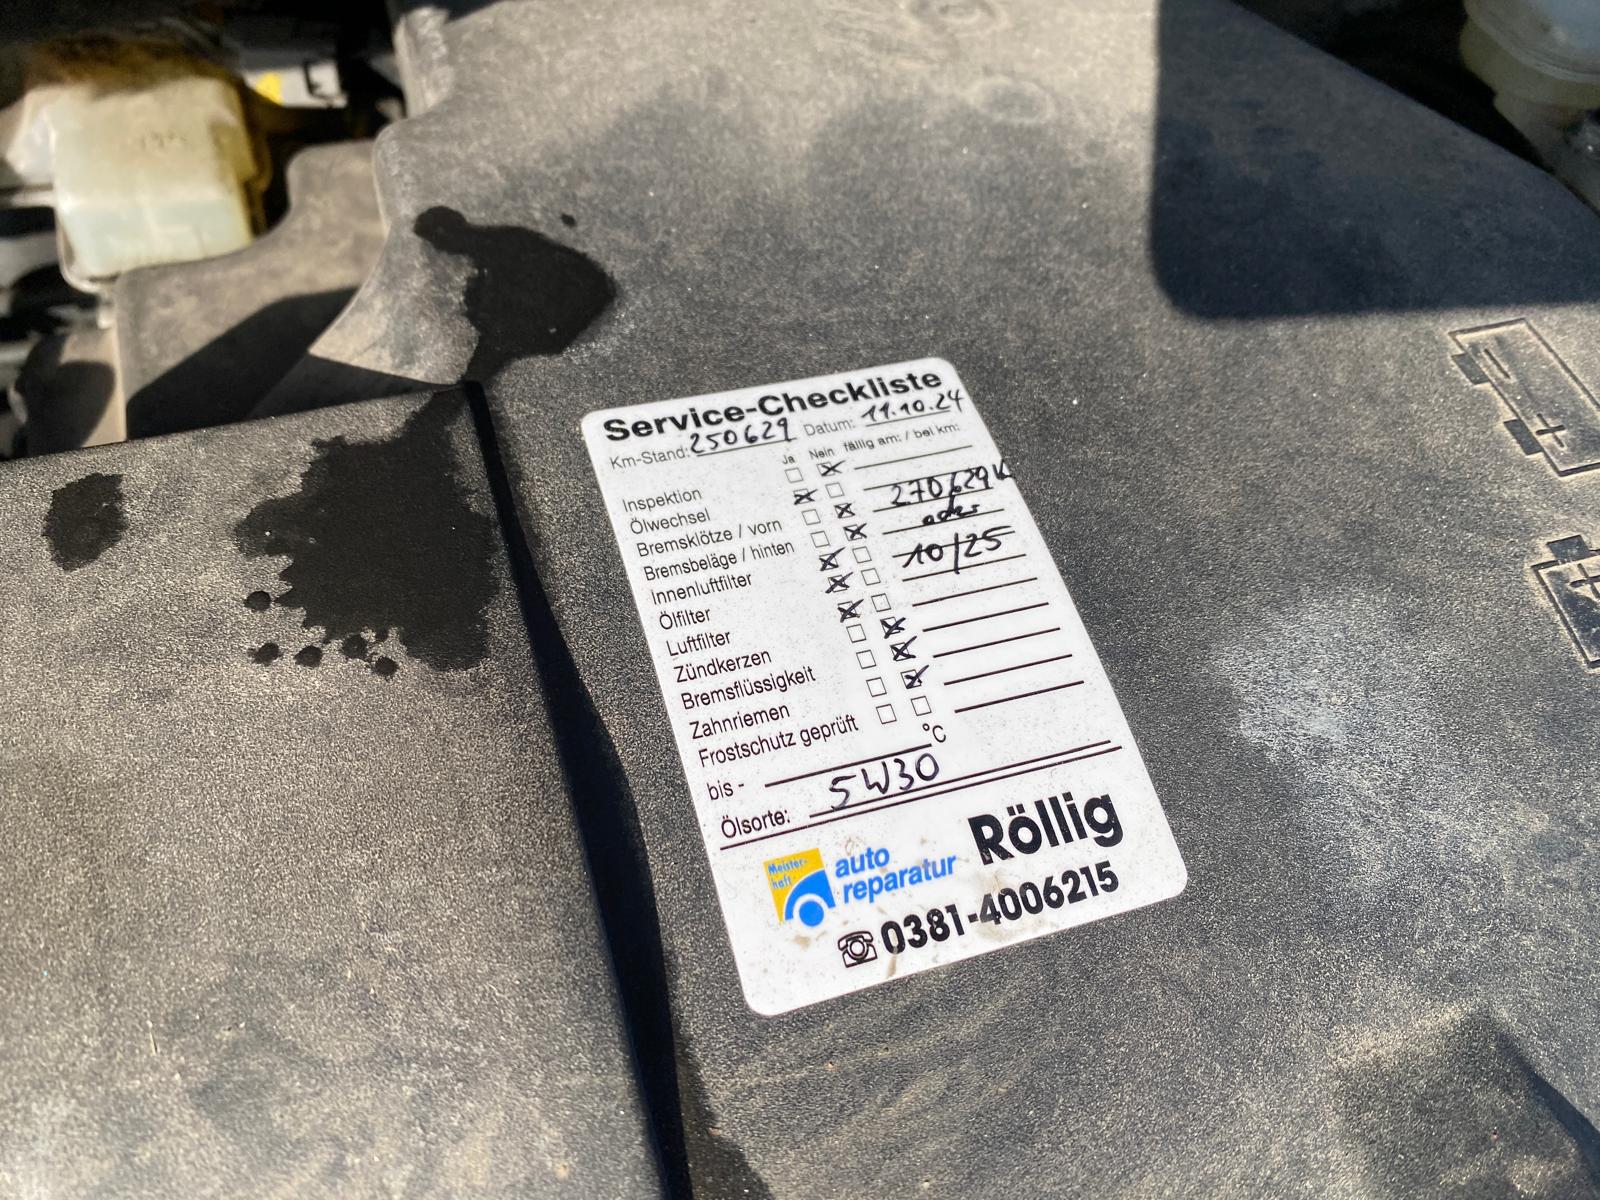 Service-Checkliste
Km-Stand: 250629 Datum: 11.10.24
Ja Nein fällig am: / bei km:
Inspektion
Ölwechsel 270629 K
Bremsklötze / vorn oder
Bremsbeläge / hinten 10/25
Innenluftfilter
Ölfilter
Luftfilter
Zündkerzen
Bremsflüssigkeit
Zahnriemen
Frostschutz geprüft
bis - °C
Ölsorte: 5W30
Meister-
haft
auto
reparatur
Röllig
0381-4006215